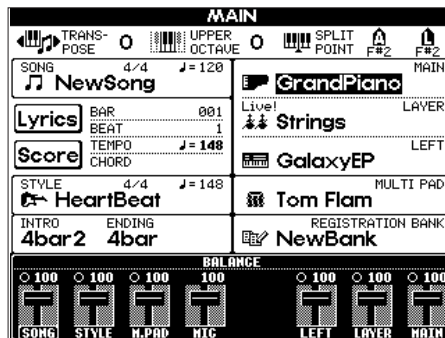 MAIN
TRANS-
POSE 0
UPPER
OCTAVE 0
SPLIT
POINT
A
F#2
L
F#2
SONG 4/4 ♩=120
NewSong
MAIN
GrandPiano
Lyrics
BAR 001
BEAT 1
Live! LAYER
Strings
Score
TEMPO ♩=148
CHORD
LEFT
GalaxyEP
STYLE 4/4 ♩=148
HeartBeat
MULTI PAD
Tom Flam
INTRO ENDING
4bar2 4bar
REGISTRATION BANK
NewBank
BALANCE
100 100 100 100 100 100 100
SONG STYLE M.PAD MIC LEFT LAYER MAIN